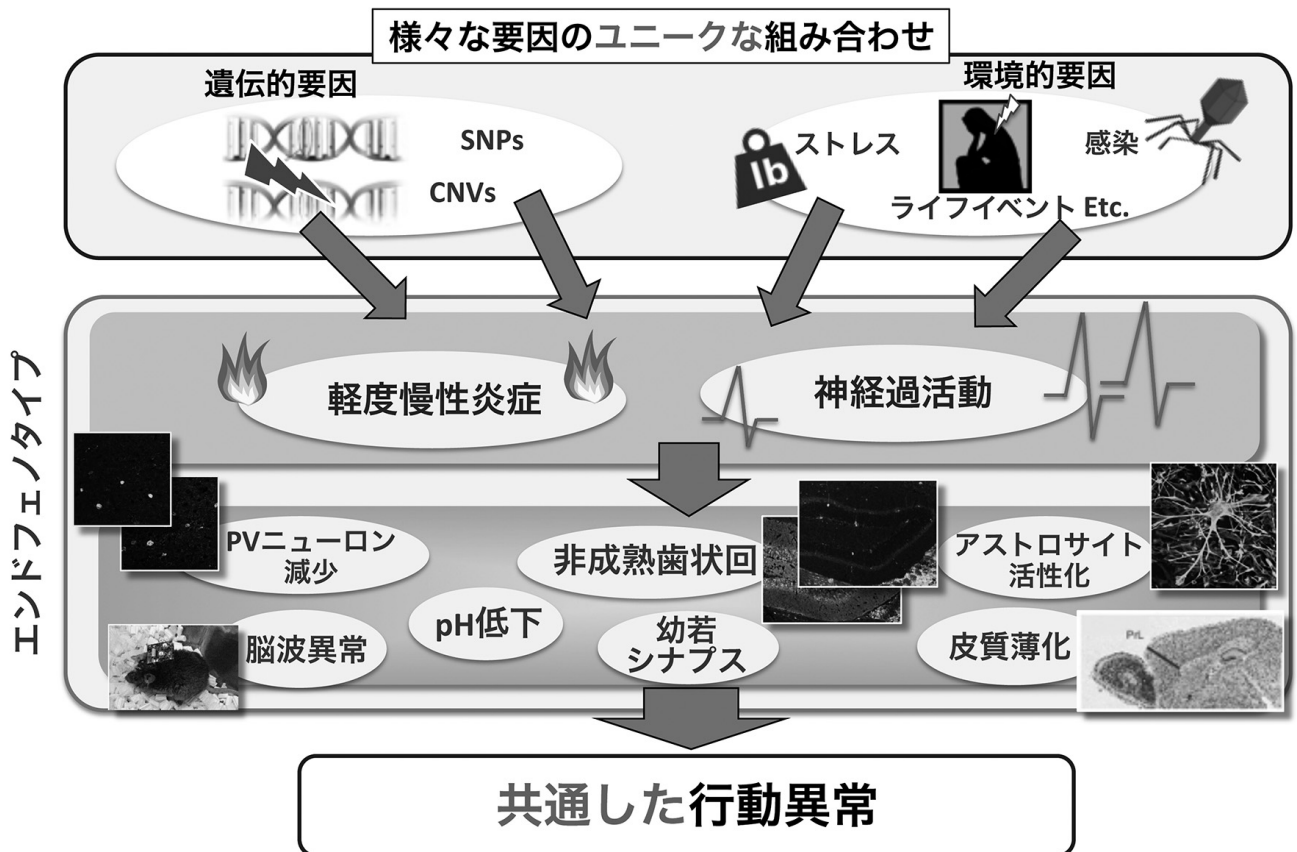 様々な要因のユニークな組み合わせ
遺伝的要因
環境的要因
SNPs
CNVs
lb
ストレス
感染
ライフイベント Etc.
エンドフェノタイプ
軽度慢性炎症
神経過活動
PVニューロン
減少
非成熟歯状回
アストロサイト
活性化
pH低下
脳波異常
幼若
シナプス
皮質薄化
PrL
共通した行動異常